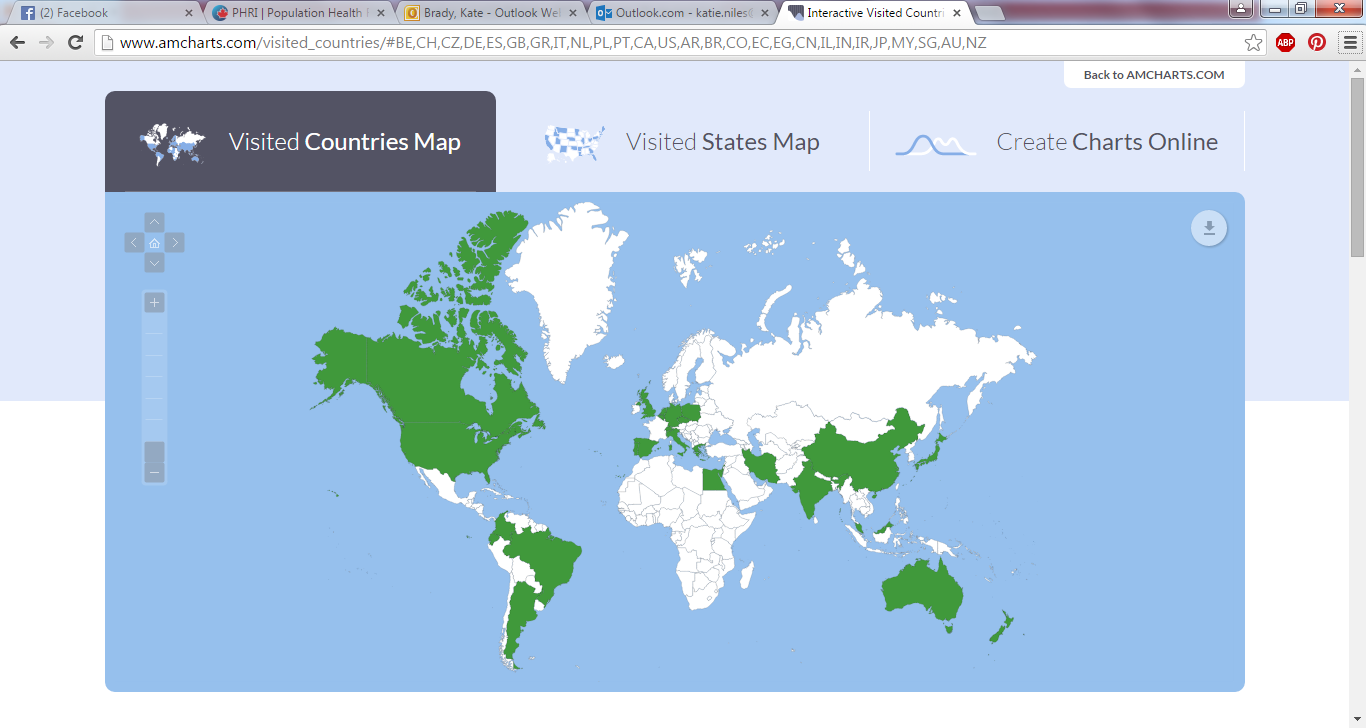 (2) Facebook
PHRI | Population Health F
Brady, Kate - Outlook We
Outlook.com - katie.niles
Interactive Visited Countri
www.amcharts.com/visited_countries/#BE,CH,CZ,DE,ES,GB,GR,IT,NL,PL,PT,CA,US,AR,BR,CO,EC,EG,CN,IL,IN,IR,JP,MY,SG,AU,NZ
ABP
Back to AMCHARTS.COM
Visited Countries Map
Visited States Map
Create Charts Online